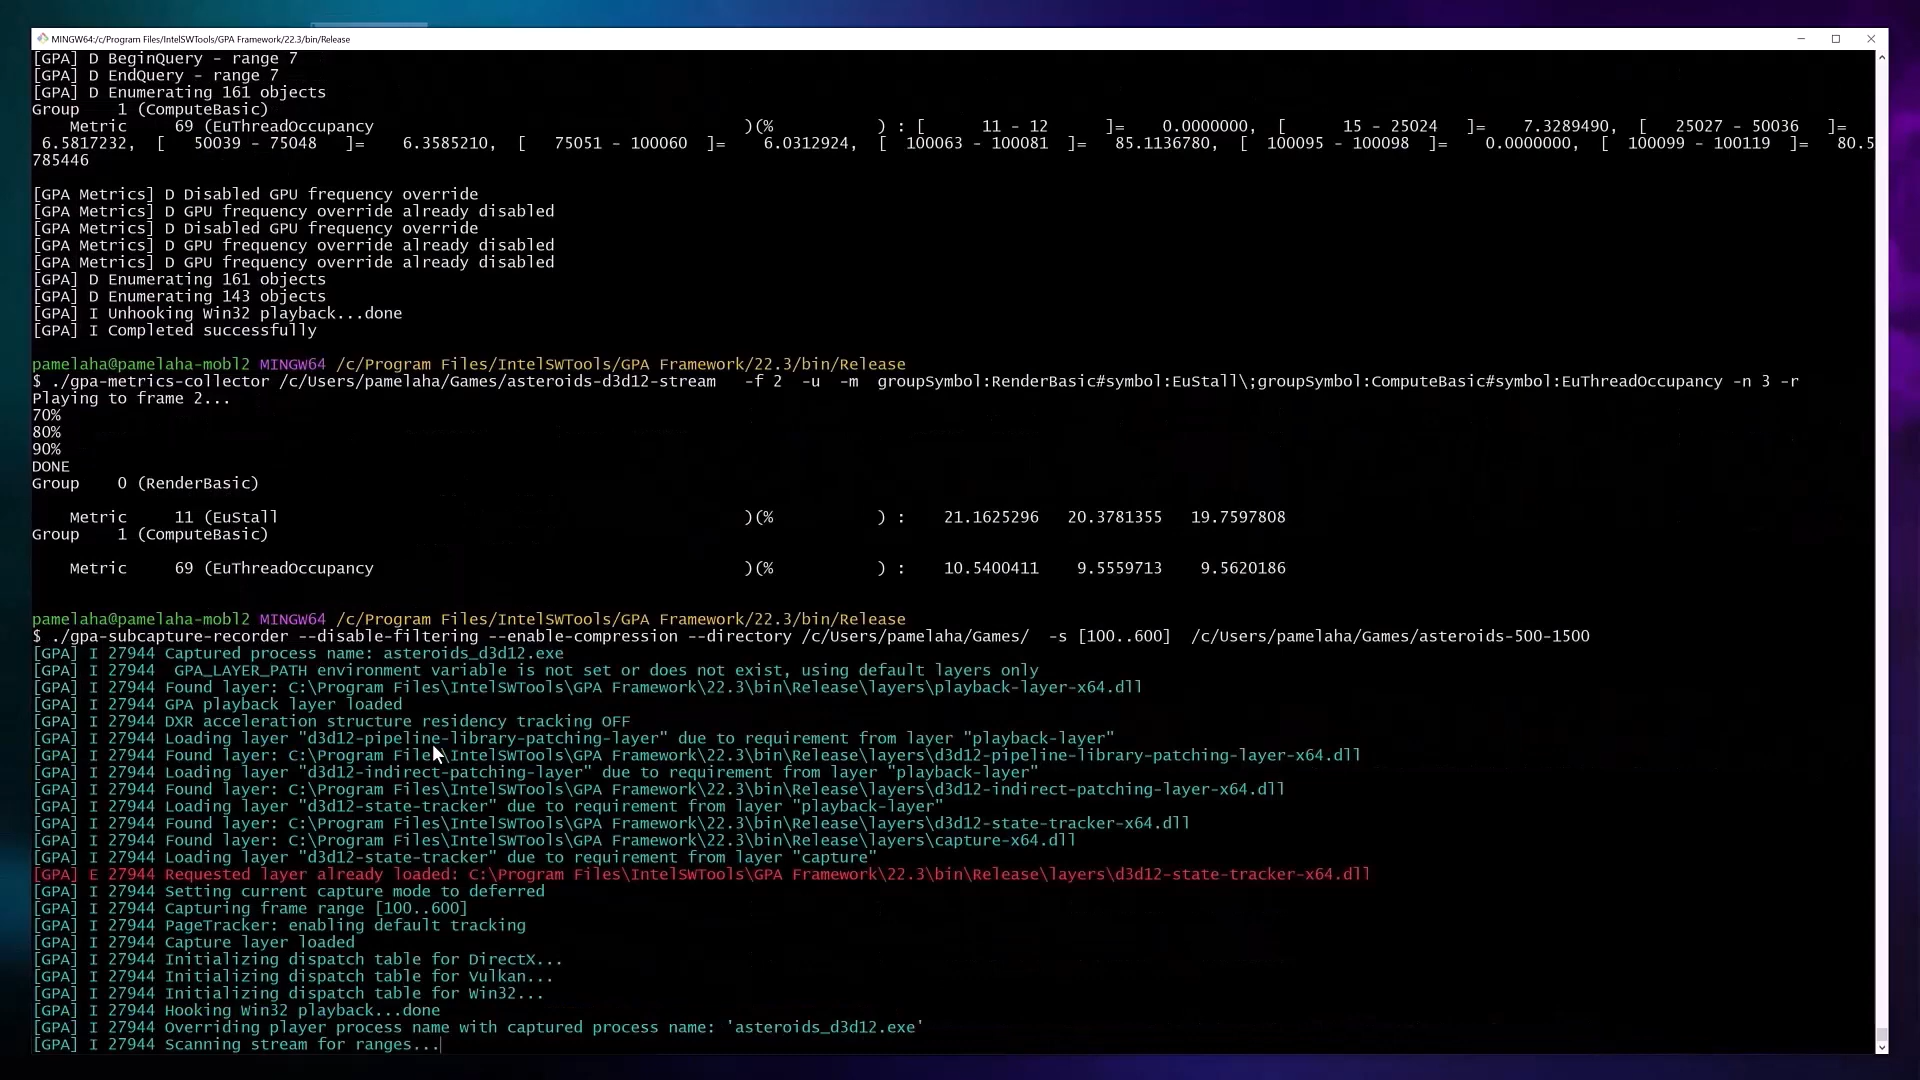 MINGW64:/c/Program Files/IntelSWTools/GPA Framework/22.3/bin/Release
[GPA] D BeginQuery - range 7
[GPA] D EndQuery - range 7
[GPA] D Enumerating 161 objects
Group    1 (ComputeBasic)
Metric     69 (EuThreadOccupancy )(% ) : [ 11 - 12 ]= 0.0000000, [ 15 - 25024 ]= 7.3289490, [ 25027 - 50036 ]=
6.5817232, [ 50039 - 75048 ]= 6.3585210, [ 75051 - 100060 ]= 6.0312924, [ 100063 - 100081 ]= 85.1136780, [ 100095 - 100098 ]= 0.0000000, [ 100099 - 100119 ]= 80.5
785446
[GPA Metrics] D Disabled GPU frequency override
[GPA Metrics] D GPU frequency override already disabled
[GPA Metrics] D Disabled GPU frequency override
[GPA Metrics] D GPU frequency override already disabled
[GPA Metrics] D GPU frequency override already disabled
[GPA] D Enumerating 161 objects
[GPA] D Enumerating 143 objects
[GPA] I Unhooking Win32 playback...done
[GPA] I Completed successfully
pamelaha@pamelaha-mobl2 MINGW64 /c/Program Files/IntelSWTools/GPA Framework/22.3/bin/Release
$ ./gpa-metrics-collector /c/Users/pamelaha/Games/asteroids-d3d12-stream   -f 2  -u  -m  groupSymbol:RenderBasic#symbol:EuStall\;groupSymbol:ComputeBasic#symbol:EuThreadOccupancy -n 3 -r
Playing to frame 2...
70%
80%
90%
DONE
Group    0 (RenderBasic)
Metric     11 (EuStall )(% ) : 21.1625296   20.3781355   19.7597808
Group    1 (ComputeBasic)
Metric     69 (EuThreadOccupancy )(% ) : 10.5400411    9.5559713    9.5620186
pamelaha@pamelaha-mobl2 MINGW64 /c/Program Files/IntelSWTools/GPA Framework/22.3/bin/Release
$ ./gpa-subcapture-recorder --disable-filtering --enable-compression --directory /c/Users/pamelaha/Games/  -s [100..600]  /c/Users/pamelaha/Games/asteroids-500-1500
[GPA] I 27944 Captured process name: asteroids_d3d12.exe
[GPA] I 27944  GPA_LAYER_PATH environment variable is not set or does not exist, using default layers only
[GPA] I 27944 Found layer: C:\Program Files\IntelSWTools\GPA Framework\22.3\bin\Release\layers\playback-layer-x64.dll
[GPA] I 27944 GPA playback layer loaded
[GPA] I 27944 DXR acceleration structure residency tracking OFF
[GPA] I 27944 Loading layer "d3d12-pipeline-library-patching-layer" due to requirement from layer "playback-layer"
[GPA] I 27944 Found layer: C:\Program Files\IntelSWTools\GPA Framework\22.3\bin\Release\layers\d3d12-pipeline-library-patching-layer-x64.dll
[GPA] I 27944 Loading layer "d3d12-indirect-patching-layer" due to requirement from layer "playback-layer"
[GPA] I 27944 Found layer: C:\Program Files\IntelSWTools\GPA Framework\22.3\bin\Release\layers\d3d12-indirect-patching-layer-x64.dll
[GPA] I 27944 Loading layer "d3d12-state-tracker" due to requirement from layer "playback-layer"
[GPA] I 27944 Found layer: C:\Program Files\IntelSWTools\GPA Framework\22.3\bin\Release\layers\d3d12-state-tracker-x64.dll
[GPA] I 27944 Found layer: C:\Program Files\IntelSWTools\GPA Framework\22.3\bin\Release\layers\capture-x64.dll
[GPA] I 27944 Loading layer "d3d12-state-tracker" due to requirement from layer "capture"
[GPA] E 27944 Requested layer already loaded: C:\Program Files\IntelSWTools\GPA Framework\22.3\bin\Release\layers\d3d12-state-tracker-x64.dll
[GPA] I 27944 Setting current capture mode to deferred
[GPA] I 27944 Capturing frame range [100..600]
[GPA] I 27944 PageTracker: enabling default tracking
[GPA] I 27944 Capture layer loaded
[GPA] I 27944 Initializing dispatch table for DirectX...
[GPA] I 27944 Initializing dispatch table for Vulkan...
[GPA] I 27944 Initializing dispatch table for Win32...
[GPA] I 27944 Hooking Win32 playback...done
[GPA] I 27944 Overriding player process name with captured process name: 'asteroids_d3d12.exe'
[GPA] I 27944 Scanning stream for ranges...